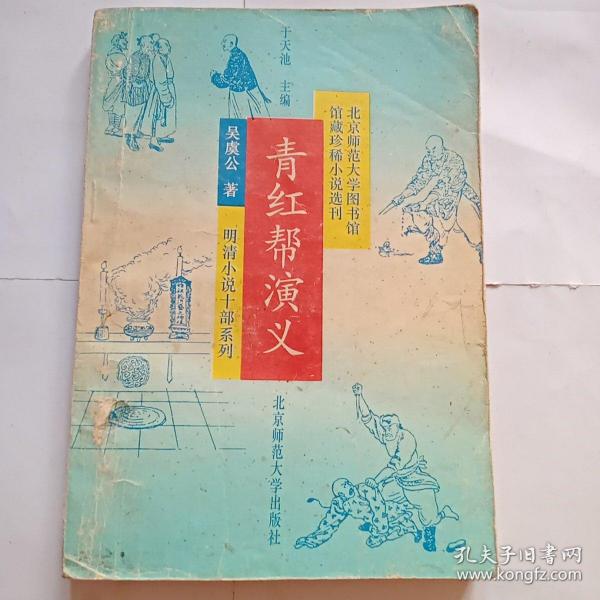 于天池 主编
北京师范大学图书馆
馆藏珍稀小说选刊
青红帮演义
吴虞公 著
明清小说十部系列
北京师范大学出版社
孔夫子旧书网
www.kongfz.com